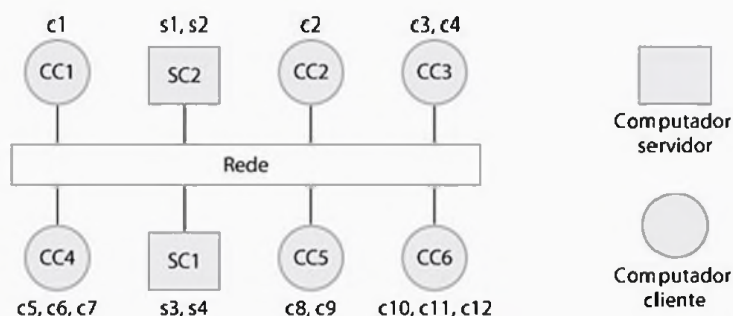 c1 s1, s2 c2 c3, c4
CC1 SC2 CC2 CC3
Computador
servidor
Rede
CC4 SC1 CC5 CC6
c5, c6, c7 s3, s4 c8, c9 c10, c11, c12
Computador
cliente